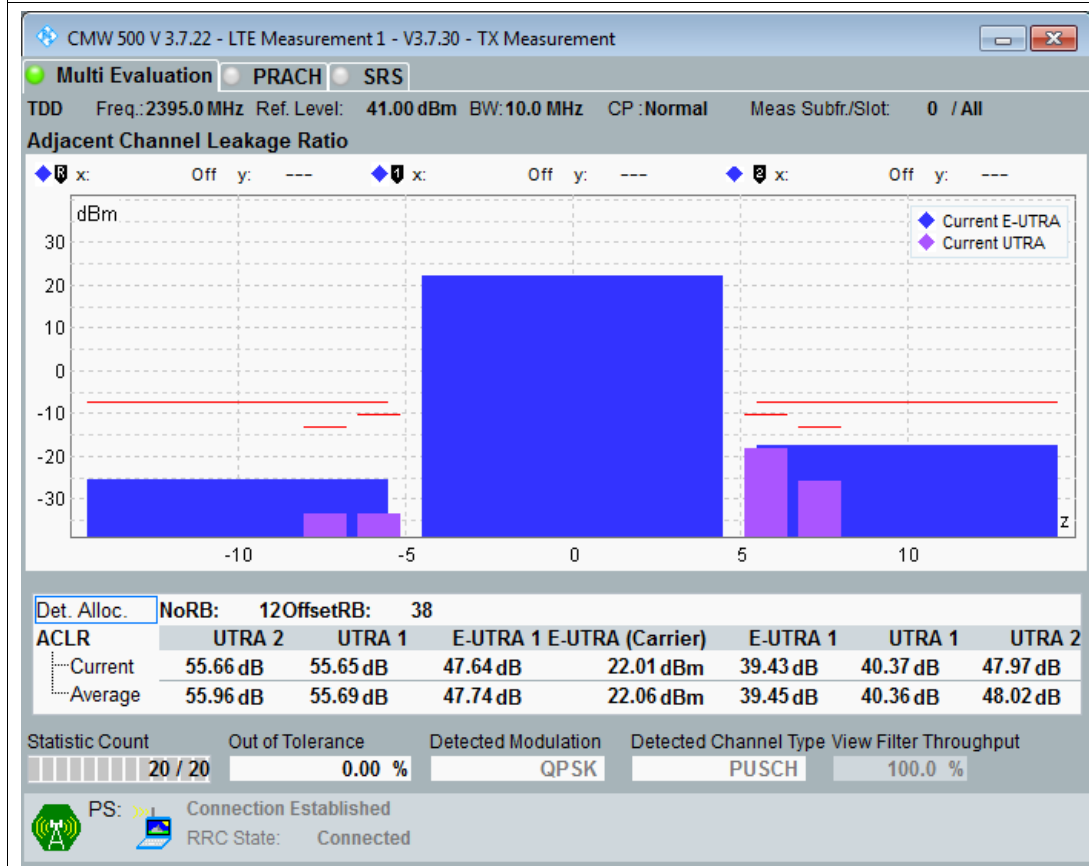 CMW 500 V 3.7.22 - LTE Measurement 1 - V3.7.30 - TX Measurement
Multi Evaluation PRACH SRS
TDD Freq.: 2395.0 MHz Ref. Level: 41.00 dBm BW: 10.0 MHz CP : Normal Meas Subfr./Slot: 0 / All
Adjacent Channel Leakage Ratio
R x: Off y: --- 1 x: Off y: --- 2 x: Off y: ---
dBm
Current E-UTRA
Current UTRA
30
20
10
0
-10
-20
-30
z
-10 -5 0 5 10
Det. Alloc. NoRB: 12 OffsetRB: 38
ACLR UTRA 2 UTRA 1 E-UTRA 1 E-UTRA (Carrier) E-UTRA 1 UTRA 1 UTRA 2
Current 55.66 dB 55.65 dB 47.64 dB 22.01 dBm 39.43 dB 40.37 dB 47.97 dB
Average 55.96 dB 55.69 dB 47.74 dB 22.06 dBm 39.45 dB 40.36 dB 48.02 dB
Statistic Count Out of Tolerance Detected Modulation Detected Channel Type View Filter Throughput
20 / 20 0.00 % QPSK PUSCH 100.0 %
PS: Connection Established
RRC State: Connected